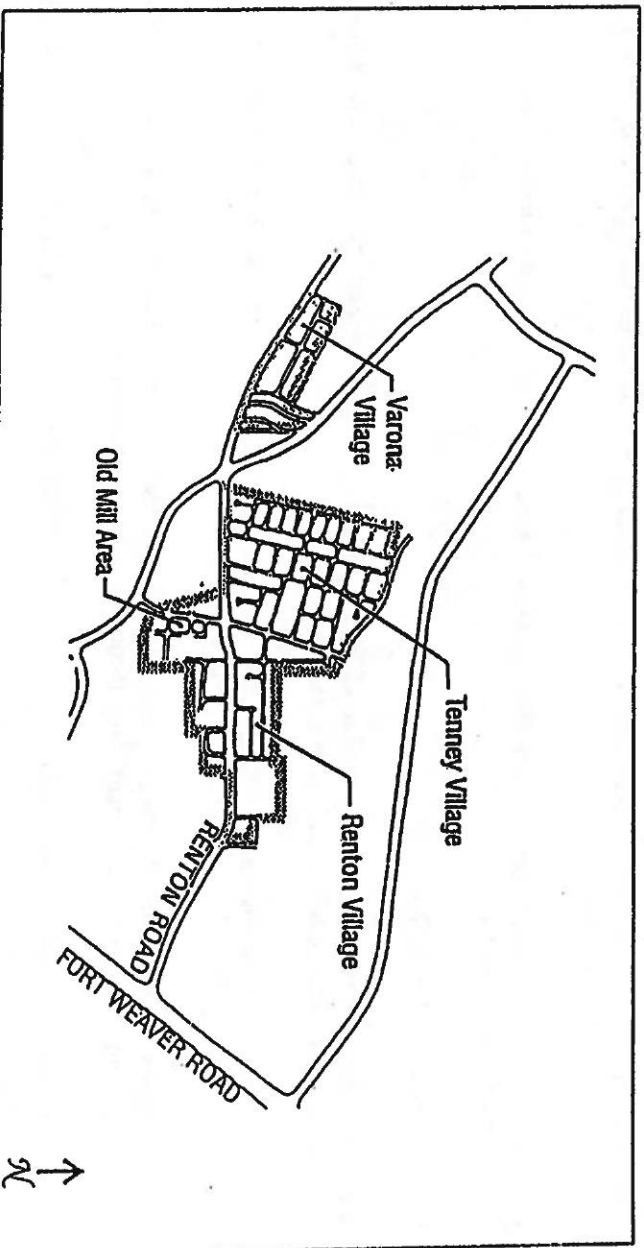 Varona
Village
Old Mill Area
Tenney Village
Renton Village
RENTON ROAD
FORT WEAVER ROAD
N